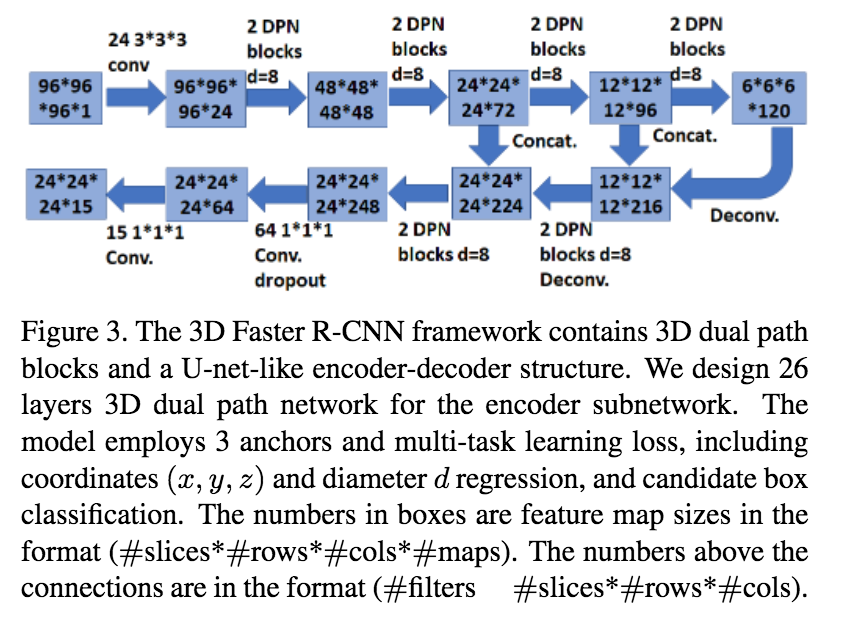 24 3*3*3
conv
2 DPN
blocks
d=8
2 DPN
blocks
d=8
2 DPN
blocks
d=8
2 DPN
blocks
d=8
96*96
*96*1
96*96*
96*24
48*48*
48*48
24*24*
24*72
12*12*
12*96
6*6*6
*120
Concat.
Concat.
24*24*
24*15
24*24*
24*64
24*24*
24*248
24*24*
24*224
12*12*
12*216
Deconv.
15 1*1*1
Conv.
64 1*1*1
Conv.
dropout
2 DPN
blocks d=8
2 DPN
blocks d=8
Deconv.
Figure 3. The 3D Faster R-CNN framework contains 3D dual path
blocks and a U-net-like encoder-decoder structure. We design 26
layers 3D dual path network for the encoder subnetwork. The
model employs 3 anchors and multi-task learning loss, including
coordinates (x, y, z) and diameter d regression, and candidate box
classification. The numbers in boxes are feature map sizes in the
format (#slices*#rows*#cols*#maps). The numbers above the
connections are in the format (#filters #slices*#rows*#cols).